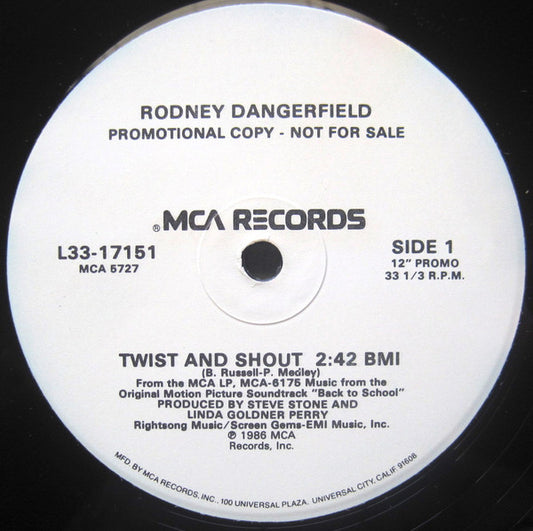 RODNEY DANGERFIELD
PROMOTIONAL COPY - NOT FOR SALE
®MCA RECORDS
L33-17151
MCA 5727
SIDE 1
12" PROMO
33 1/3 R.P.M.
TWIST AND SHOUT 2:42 BMI
(B. Russell-P. Medley)
From the MCA LP, MCA-6175 Music from the
Original Motion Picture Soundtrack "Back to School"
PRODUCED BY STEVE STONE AND
LINDA GOLDNER PERRY
Rightsong Music/Screen Gems-EMI Music, Inc.
℗ 1986 MCA
Records, Inc.
MFD. BY MCA RECORDS, INC., 100 UNIVERSAL PLAZA, UNIVERSAL CITY, CALIF 91608